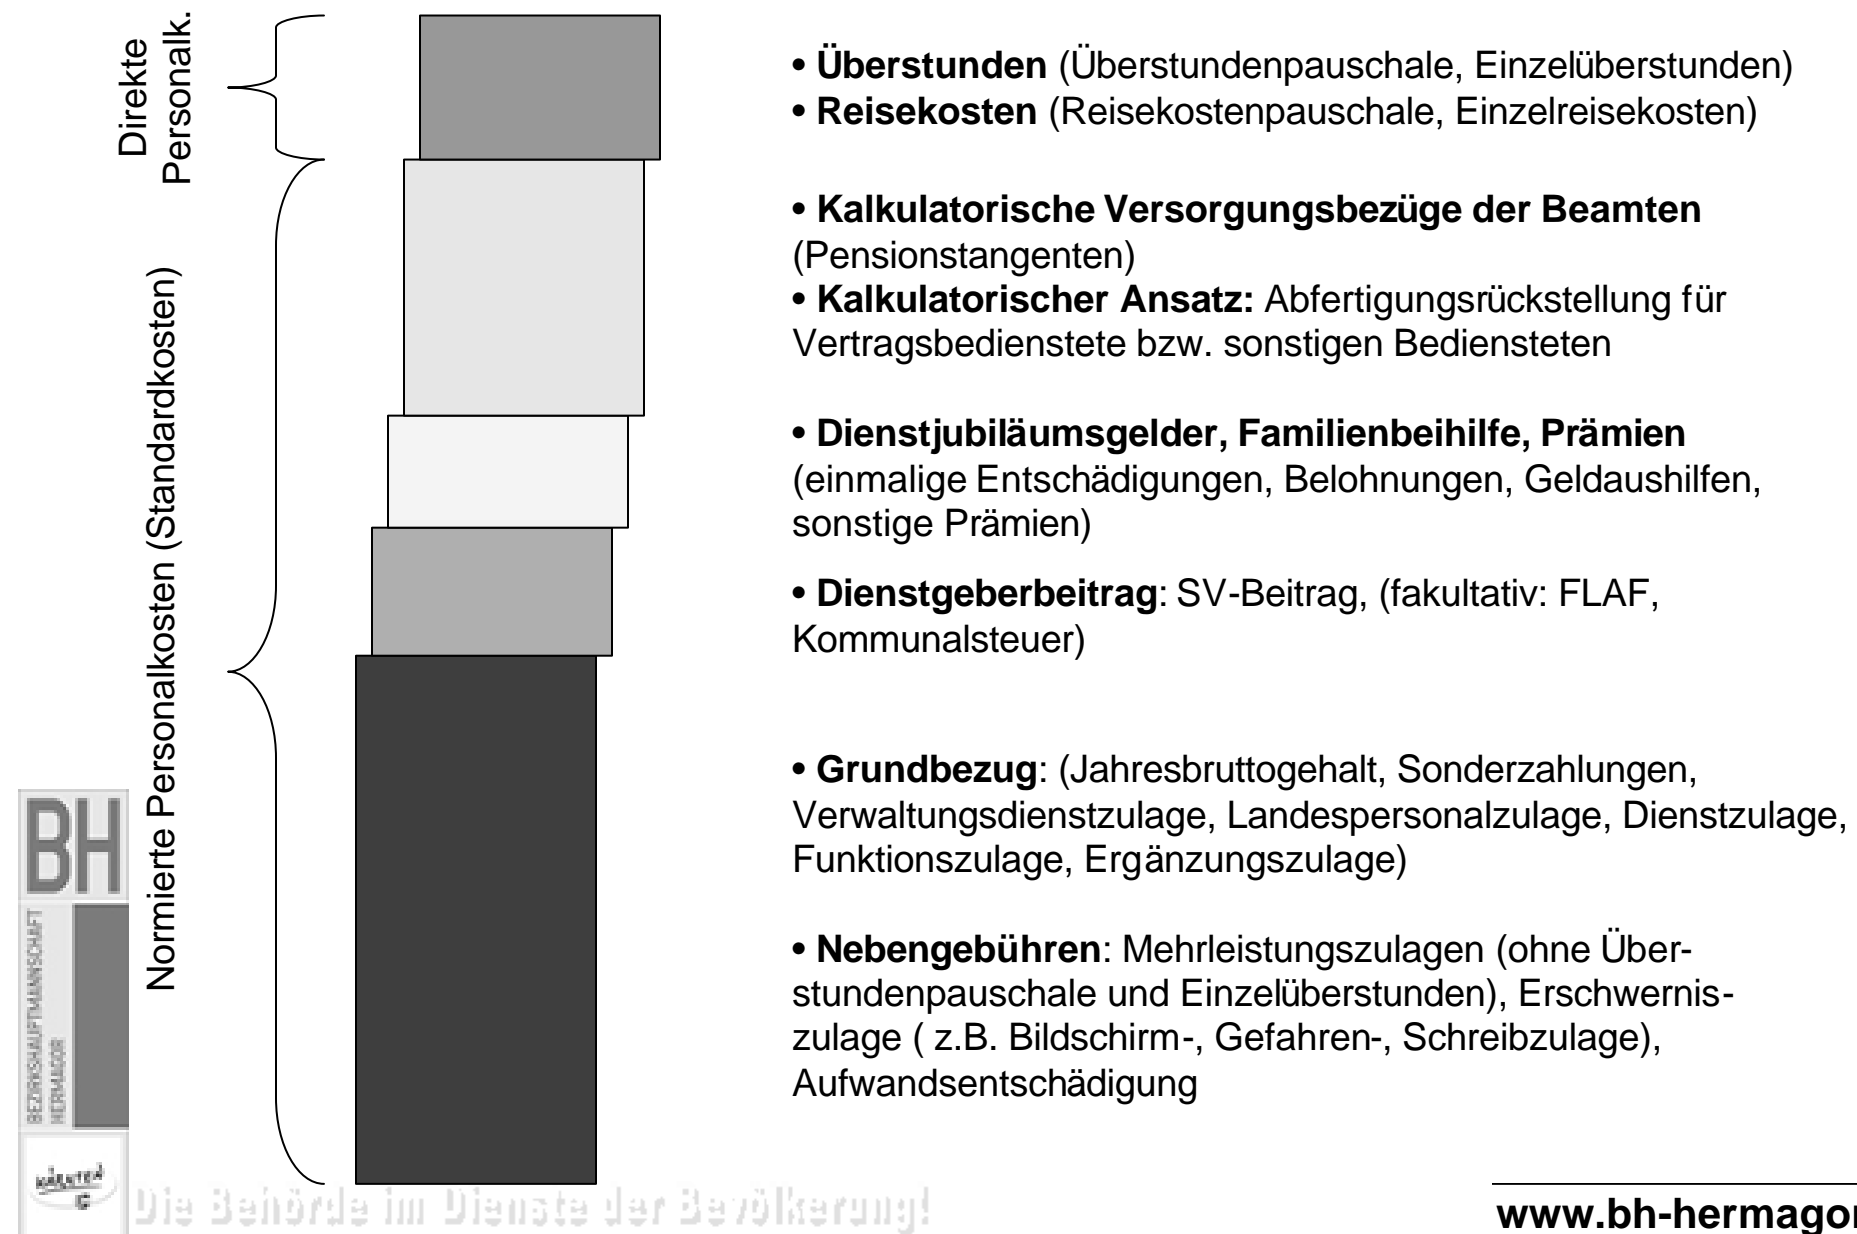 Direkte
Personalk.
• Überstunden (Überstundenpauschale, Einzelüberstunden)
• Reisekosten (Reisekostenpauschale, Einzelreisekosten)
Normierte Personalkosten (Standardkosten)
• Kalkulatorische Versorgungsbezüge der Beamten
(Pensionstangenten)
• Kalkulatorischer Ansatz: Abfertigungsrückstellung für
Vertragsbedienstete bzw. sonstigen Bediensteten
• Dienstjubiläumsgelder, Familienbeihilfe, Prämien
(einmalige Entschädigungen, Belohnungen, Geldaushilfen,
sonstige Prämien)
• Dienstgeberbeitrag: SV-Beitrag, (fakultativ: FLAF,
Kommunalsteuer)
• Grundbezug: (Jahresbruttogehalt, Sonderzahlungen,
Verwaltungsdienstzulage, Landespersonalzulage, Dienstzulage,
Funktionszulage, Ergänzungszulage)
• Nebengebühren: Mehrleistungszulagen (ohne Über-
stundenpauschale und Einzelüberstunden), Erschwernis-
zulage ( z.B. Bildschirm-, Gefahren-, Schreibzulage),
Aufwandsentschädigung
BH
BEZIRKSHAUPTMANNSCHAFT
HERMAGOR
KÄRNTEN
Die Behörde im Dienste der Bevölkerung!
www.bh-hermagor